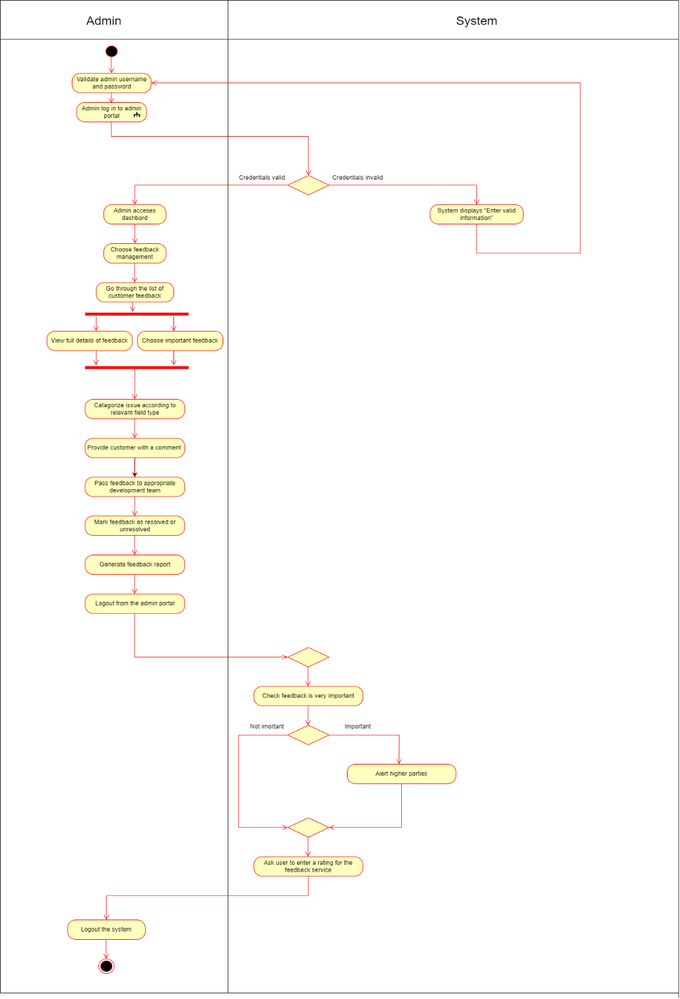 Admin
System
Validate admin username
and password
Admin log in to admin
portal
Credentials valid
Credentials invalid
Admin acceses
dashbord
System displays "Enter valid
information"
Choose feedback
management
Go through the list of
customer feedback
View full details of feedback
Choose important feedback
Catagorize issue according to
relavant field type
Provide customer with a comment
Pass feedback to appropriate
development team
Mark feedback as resolved or
unresolved
Generate feedback report
Logout from the admin portal
Check feedback is very important
Not imortant
Important
Alert higher parties
Ask user to enter a rating for the
feedback service
Logout the system